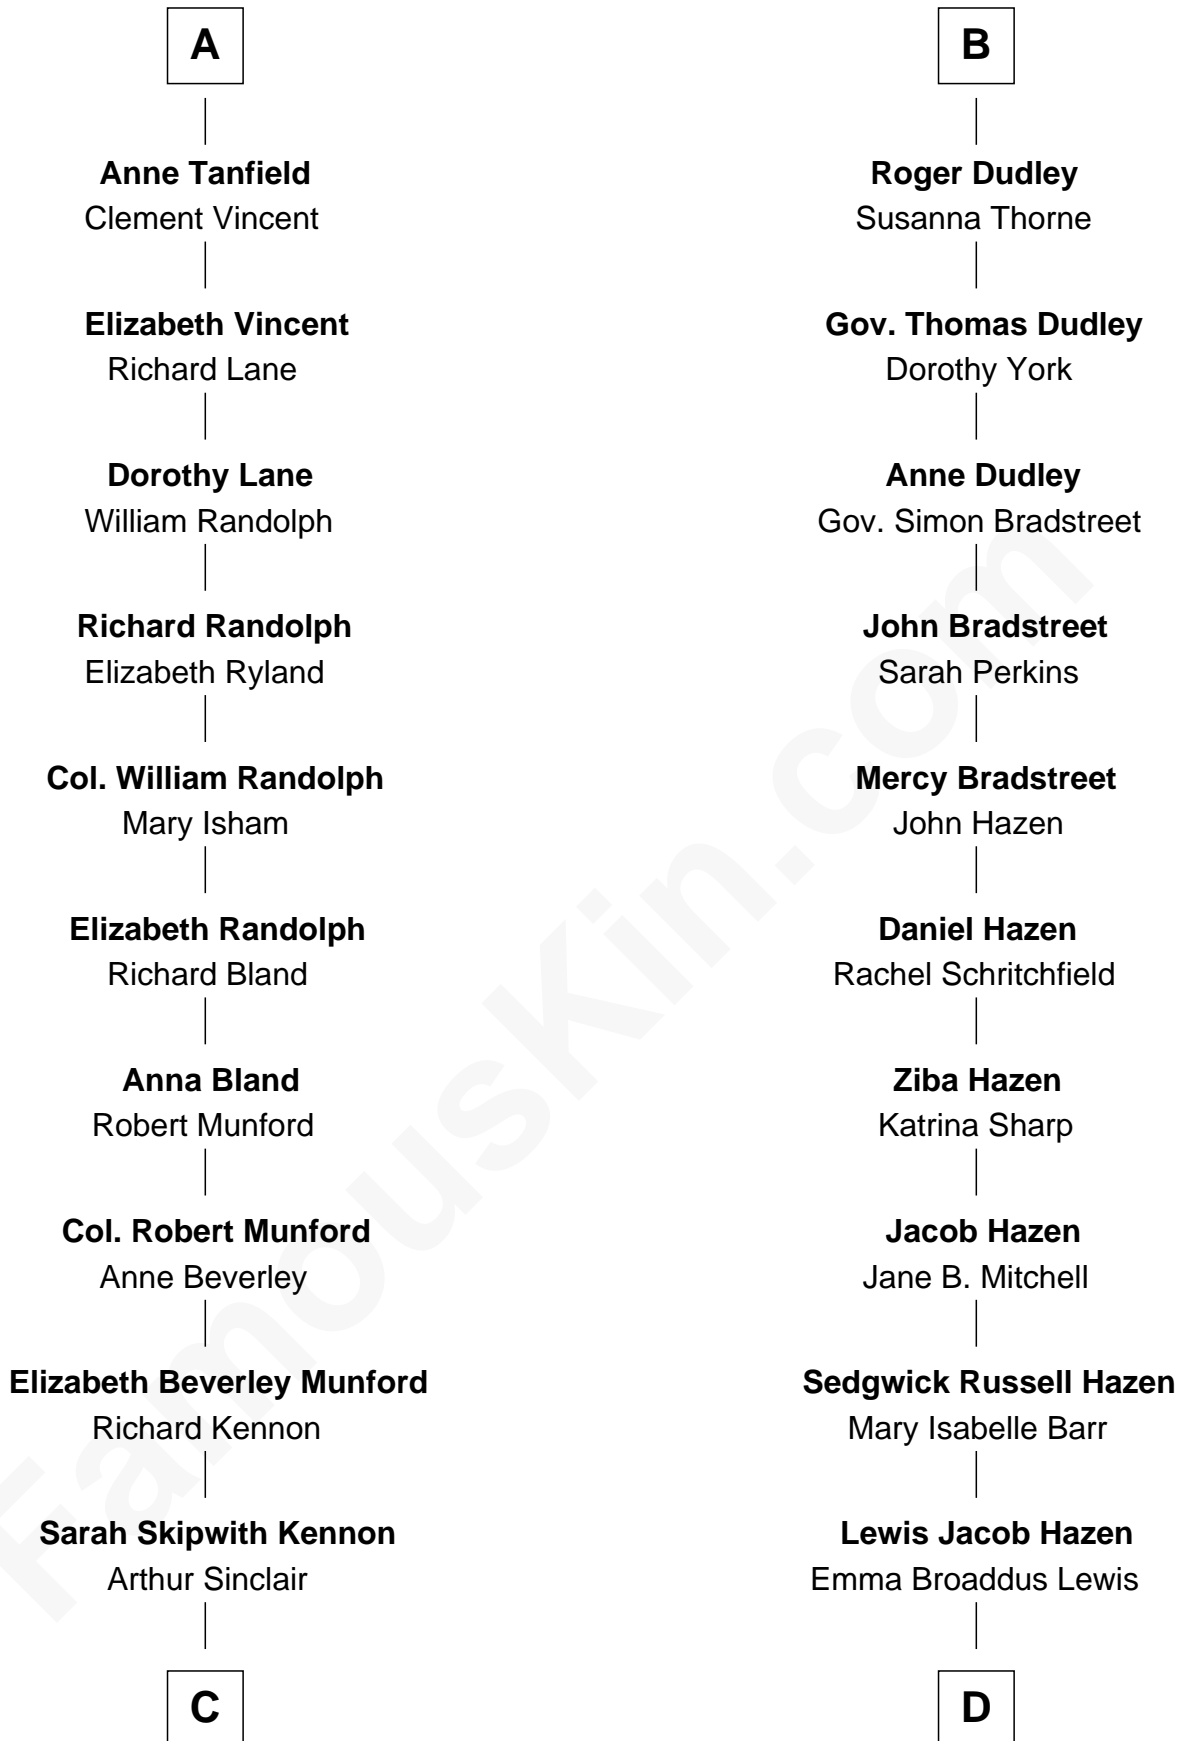 A
Anne Tanfield
Clement Vincent
Elizabeth Vincent
Richard Lane
Dorothy Lane
William Randolph
Richard Randolph
Elizabeth Ryland
Col. William Randolph
Mary Isham
Elizabeth Randolph
Richard Bland
Anna Bland
Robert Munford
Col. Robert Munford
Anne Beverley
Elizabeth Beverley Munford
Richard Kennon
Sarah Skipwith Kennon
Arthur Sinclair
C
B
Roger Dudley
Susanna Thorne
Gov. Thomas Dudley
Dorothy York
Anne Dudley
Gov. Simon Bradstreet
John Bradstreet
Sarah Perkins
Mercy Bradstreet
John Hazen
Daniel Hazen
Rachel Schritchfield
Ziba Hazen
Katrina Sharp
Jacob Hazen
Jane B. Mitchell
Sedgwick Russell Hazen
Mary Isabelle Barr
Lewis Jacob Hazen
Emma Broaddus Lewis
D
FamousKin.com